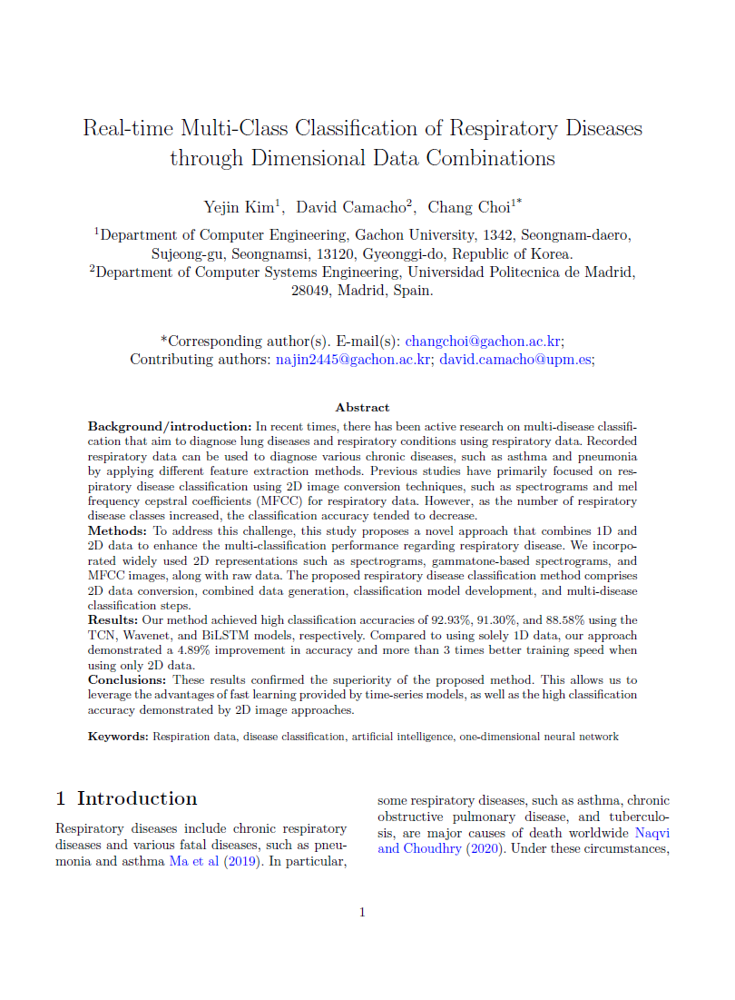 Real-time Multi-Class Classification of Respiratory Diseases
through Dimensional Data Combinations
Yejin Kim1, David Camacho2, Chang Choi1*
1Department of Computer Engineering, Gachon University, 1342, Seongnam-daero,
Sujeong-gu, Seongnamsi, 13120, Gyeonggi-do, Republic of Korea.
2Department of Computer Systems Engineering, Universidad Politecnica de Madrid,
28049, Madrid, Spain.
*Corresponding author(s). E-mail(s): changchoi@gachon.ac.kr;
Contributing authors: najin2445@gachon.ac.kr; david.camacho@upm.es;
Abstract
Background/introduction: In recent times, there has been active research on multi-disease classifi-
cation that aim to diagnose lung diseases and respiratory conditions using respiratory data. Recorded
respiratory data can be used to diagnose various chronic diseases, such as asthma and pneumonia
by applying different feature extraction methods. Previous studies have primarily focused on res-
piratory disease classification using 2D image conversion techniques, such as spectrograms and mel
frequency cepstral coefficients (MFCC) for respiratory data. However, as the number of respiratory
disease classes increased, the classification accuracy tended to decrease.
Methods: To address this challenge, this study proposes a novel approach that combines 1D and
2D data to enhance the multi-classification performance regarding respiratory disease. We incorpo-
rated widely used 2D representations such as spectrograms, gammatone-based spectrograms, and
MFCC images, along with raw data. The proposed respiratory disease classification method comprises
2D data conversion, combined data generation, classification model development, and multi-disease
classification steps.
Results: Our method achieved high classification accuracies of 92.93%, 91.30%, and 88.58% using the
TCN, Wavenet, and BiLSTM models, respectively. Compared to using solely 1D data, our approach
demonstrated a 4.89% improvement in accuracy and more than 3 times better training speed when
using only 2D data.
Conclusions: These results confirmed the superiority of the proposed method. This allows us to
leverage the advantages of fast learning provided by time-series models, as well as the high classification
accuracy demonstrated by 2D image approaches.
Keywords: Respiration data, disease classification, artificial intelligence, one-dimensional neural network
1 Introduction
Respiratory diseases include chronic respiratory
diseases and various fatal diseases, such as pneu-
monia and asthma Ma et al (2019). In particular,
some respiratory diseases, such as asthma, chronic
obstructive pulmonary disease, and tuberculo-
sis, are major causes of death worldwide Naqvi
and Choudhry (2020). Under these circumstances,
1